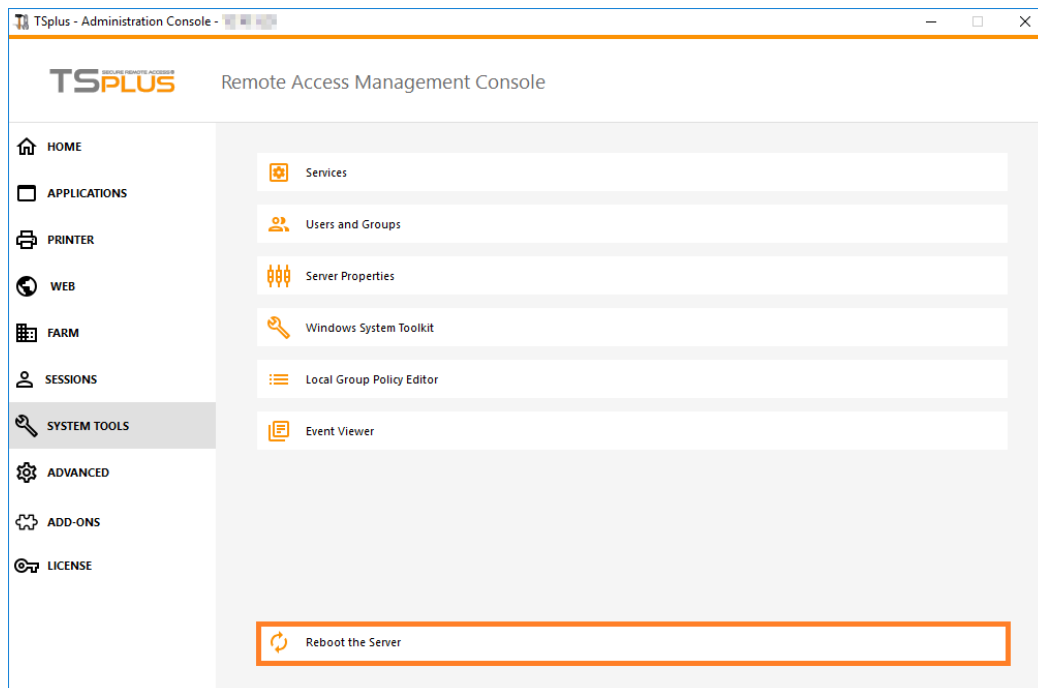 TSplus - Administration Console -
TSPLUS
SECURE REMOTE ACCESS
Remote Access Management Console
HOME
APPLICATIONS
PRINTER
WEB
FARM
SESSIONS
SYSTEM TOOLS
ADVANCED
ADD-ONS
LICENSE
Services
Users and Groups
Server Properties
Windows System Toolkit
Local Group Policy Editor
Event Viewer
Reboot the Server